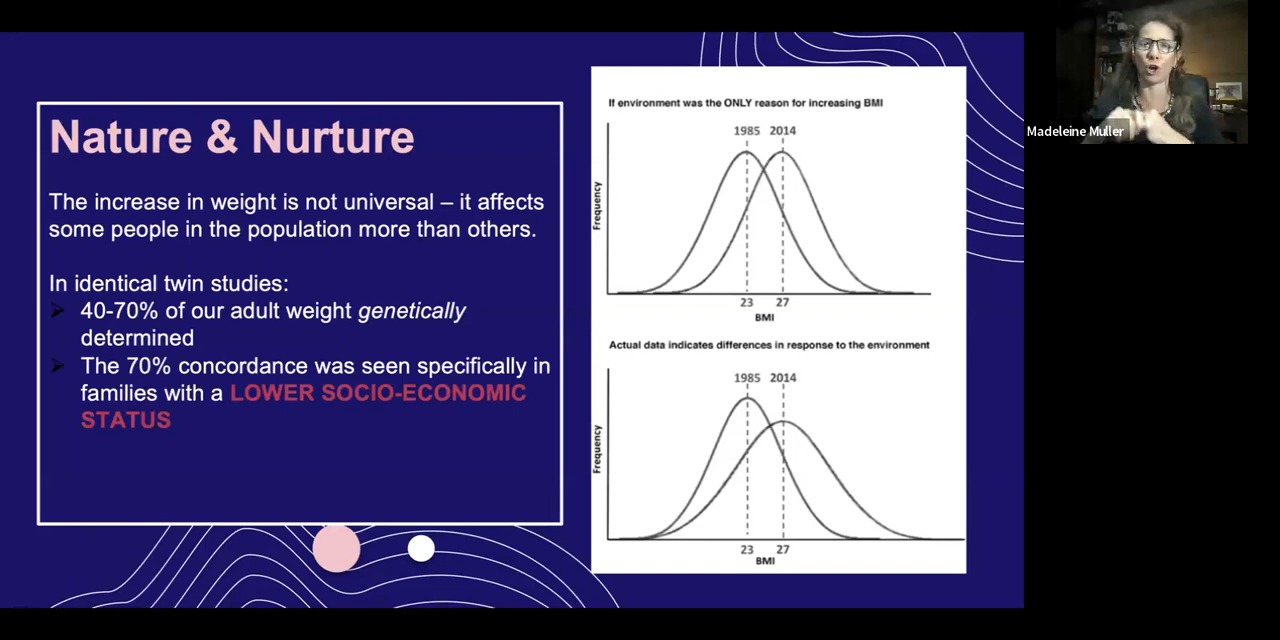 Nature & Nurture
The increase in weight is not universal – it affects
some people in the population more than others.
In identical twin studies:
➢ 40-70% of our adult weight genetically
determined
➢ The 70% concordance was seen specifically in
families with a LOWER SOCIO-ECONOMIC
STATUS
If environment was the ONLY reason for increasing BMI
1985 2014
Frequency
23 27
BMI
Actual data indicates differences in response to the environment
1985 2014
Frequency
23 27
BMI
Madeleine Muller